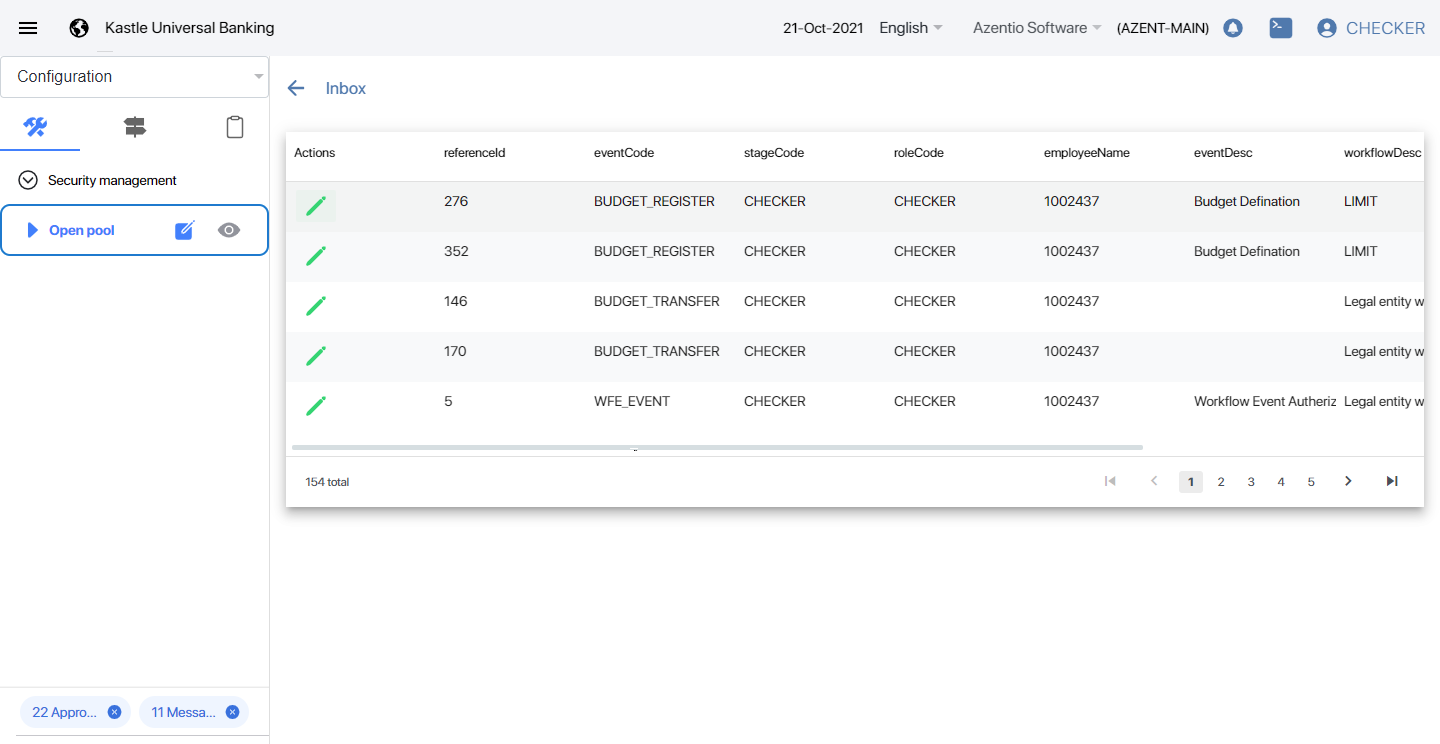 Kastle Universal Banking
21-Oct-2021 English Azentio Software (AZENT-MAIN) CHECKER
Configuration
Security management
Open pool
22 Appro...
11 Messa...
Inbox
Actions referenceId eventCode stageCode roleCode employeeName eventDesc workflowDesc
276 BUDGET_REGISTER CHECKER CHECKER 1002437 Budget Defination LIMIT
352 BUDGET_REGISTER CHECKER CHECKER 1002437 Budget Defination LIMIT
146 BUDGET_TRANSFER CHECKER CHECKER 1002437 Legal entity w
170 BUDGET_TRANSFER CHECKER CHECKER 1002437 Legal entity w
5 WFE_EVENT CHECKER CHECKER 1002437 Workflow Event Autheriz Legal entity w
154 total
1 2 3 4 5